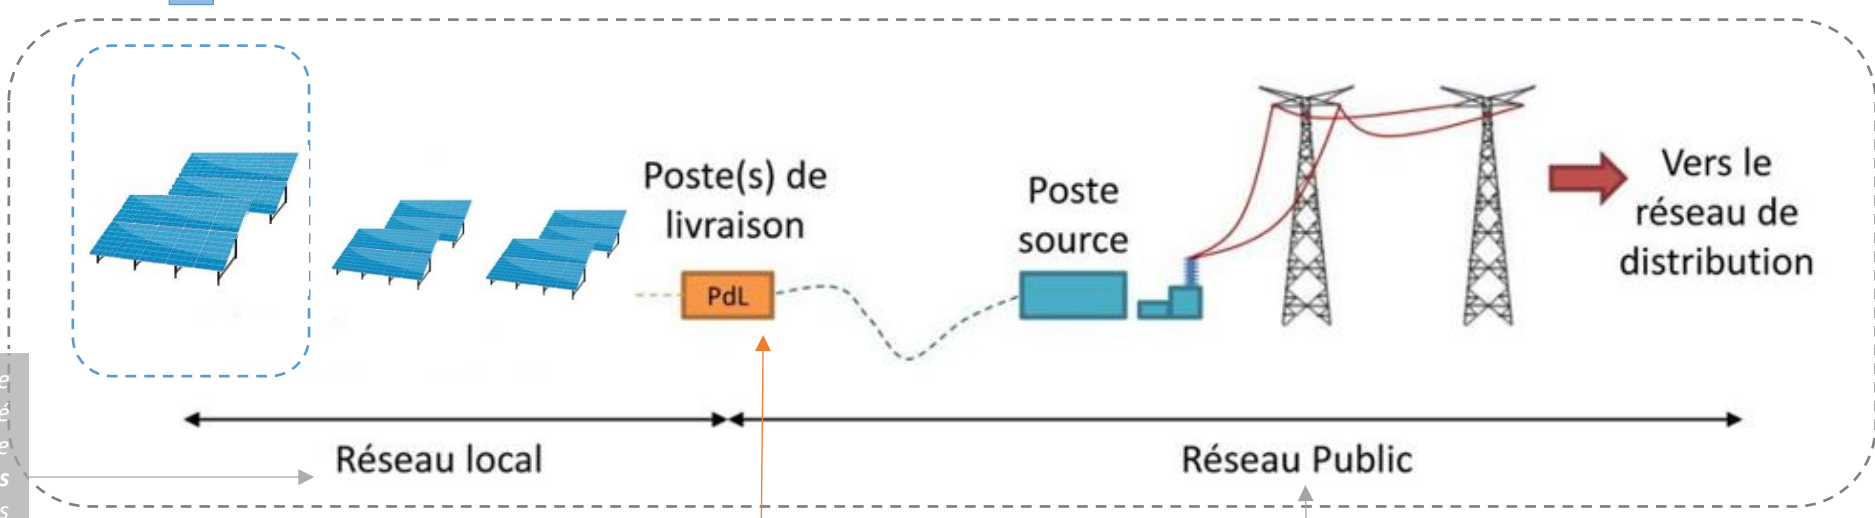 Poste(s) de
livraison
PdL
Poste
source
Vers le
réseau de
distribution
Réseau local
Réseau Public